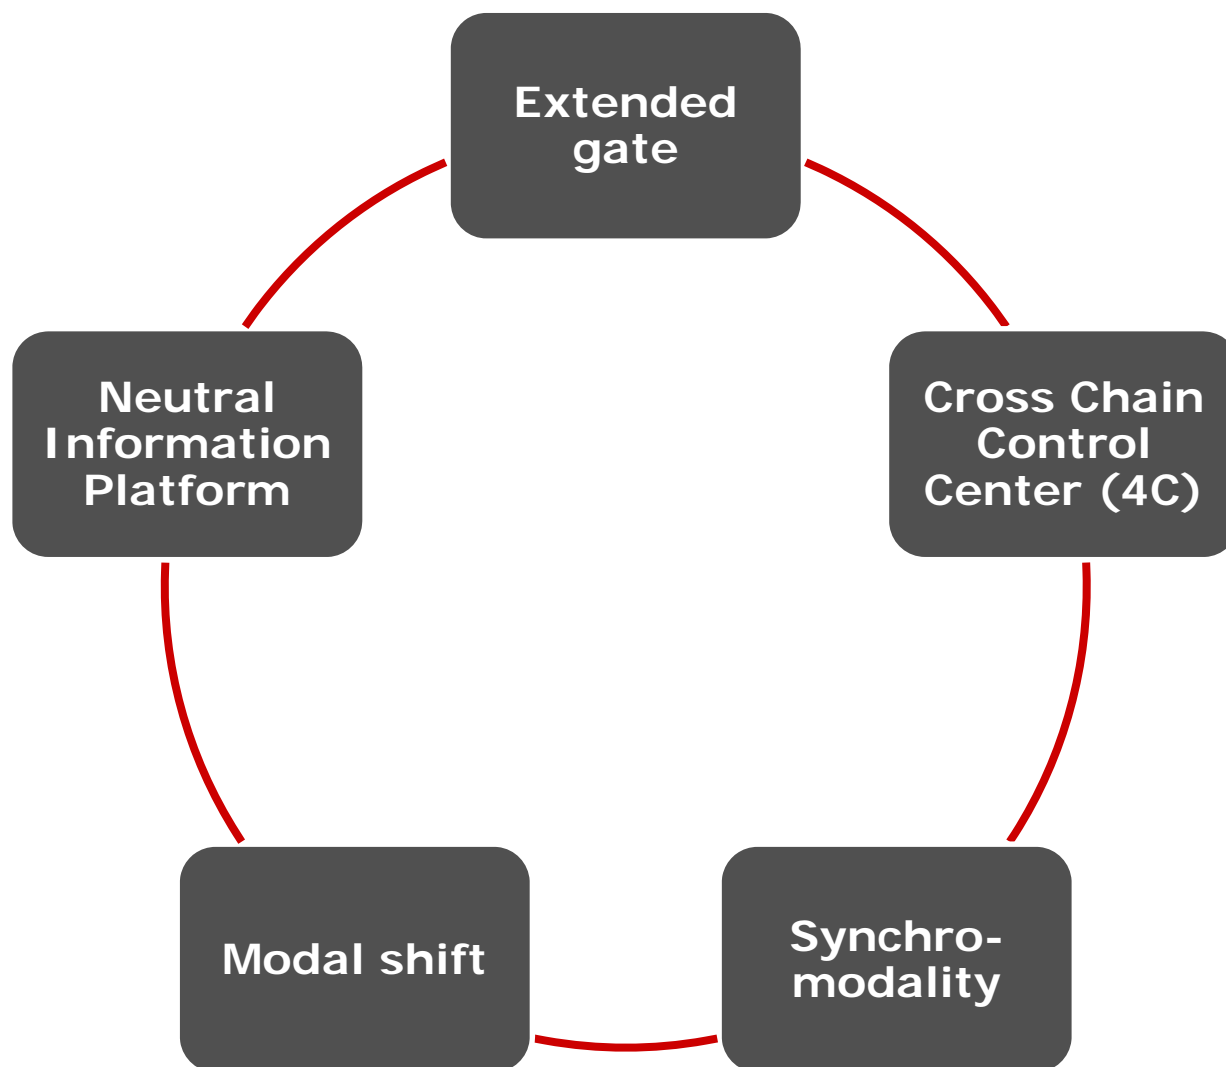 Extended
gate
Neutral
Information
Platform
Cross Chain
Control
Center (4C)
Modal shift
Synchro-
modality